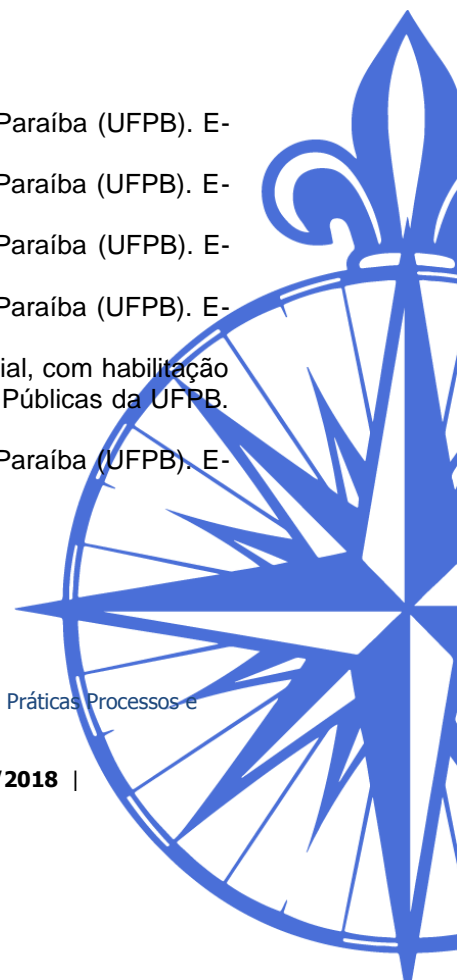 Paraíba (UFPB). E-
Paraíba (UFPB). E-
Paraíba (UFPB). E-
Paraíba (UFPB). E-
ial, com habilitação
Públicas da UFPB.
Paraíba (UFPB). E-
Práticas Processos e
/2018 |